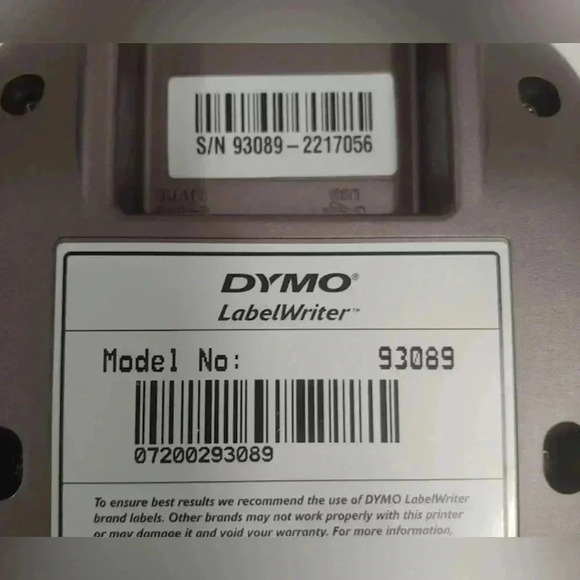 S/N 93089-2217056
DYMO®
LabelWriter™
Model No: 93089
07200293089
To ensure best results we recommend the use of DYMO LabelWriter
brand labels. Other brands may not work properly with this printer
or may damage it and void your warranty. For more information,